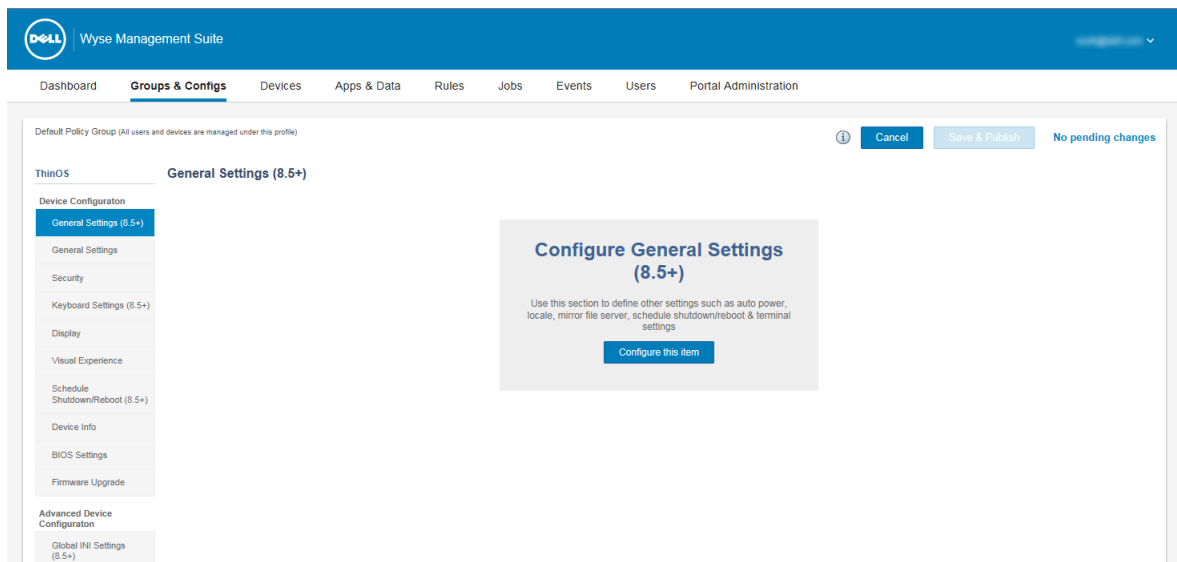 DELL
Wyse Management Suite
Dashboard
Groups & Configs
Devices
Apps & Data
Rules
Jobs
Events
Users
Portal Administration
Default Policy Group (All users and devices are managed under this profile)
i
Cancel
Save & Publish
No pending changes
ThinOS
Device Configuraton
General Settings (8.5+)
General Settings
Security
Keyboard Settings (8.5+)
Display
Visual Experience
Schedule
Shutdown/Reboot (8.5+)
Device Info
BIOS Settings
Firmware Upgrade
Advanced Device
Configuraton
Global INI Settings
(8.5+)
General Settings (8.5+)
Configure General Settings
(8.5+)
Use this section to define other settings such as auto power,
locale, mirror file server, schedule shutdown/reboot & terminal
settings
Configure this item